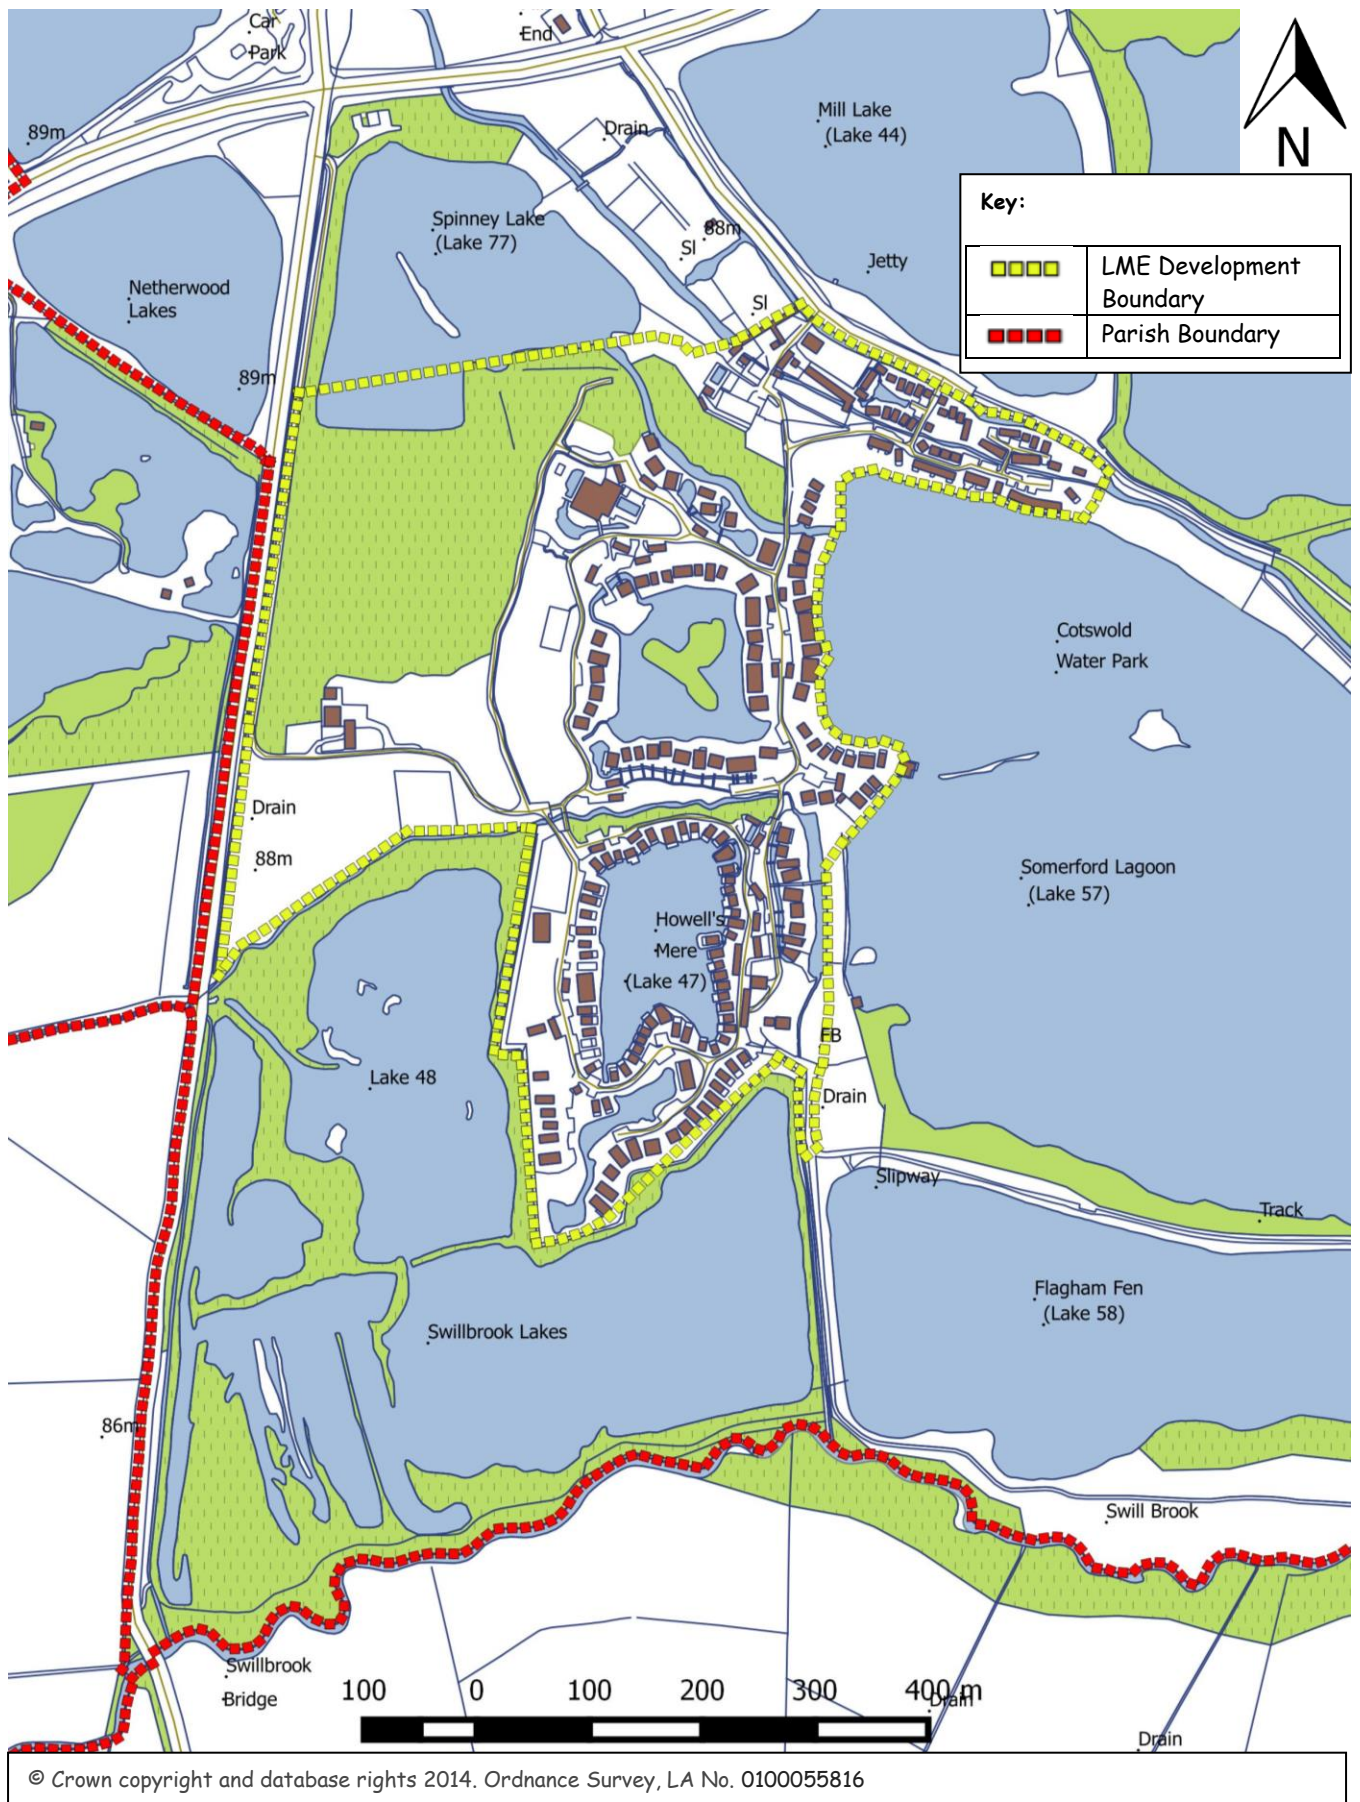 Car
Park
End
89m
Drain
Mill Lake
(Lake 44)
N
Key:
LME Development
Boundary
Parish Boundary
Spinney Lake
(Lake 77)
88m
Sl
Jetty
Netherwood
Lakes
Sl
89m
Cotswold
Water Park
Drain
88m
Somerford Lagoon
(Lake 57)
Howell's
Mere
(Lake 47)
FB
Lake 48
Drain
Slipway
Track
Flagham Fen
(Lake 58)
Swillbrook Lakes
86m
Swill Brook
Swillbrook
Bridge
100 0 100 200 300 400 m
Drain
Drain
© Crown copyright and database rights 2014. Ordnance Survey, LA No. 0100055816